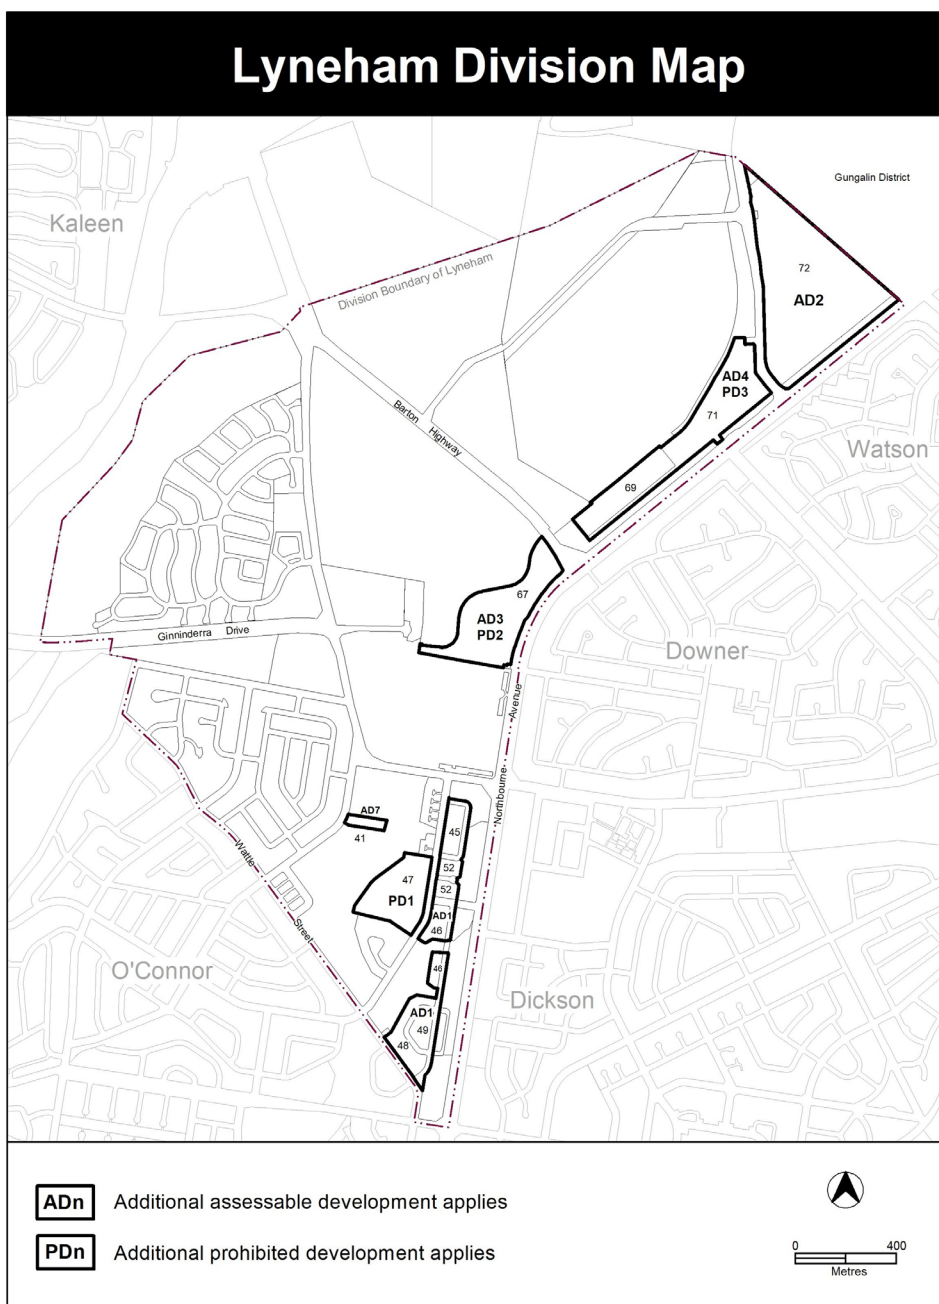 Lyneham Division Map
Gungalin District
Kaleen
72
Division Boundary of Lyneham
AD2
AD4
PD3
Barton Highway
71
Watson
69
67
AD3
PD2
Ginninderra Drive
Downer
Avenue
Northbourne
AD7
41
45
Wattle
52
47
52
PD1
AD1
46
Street
46
O'Connor
Dickson
AD1
49
48
ADn Additional assessable development applies
PDn Additional prohibited development applies
0 400
Metres